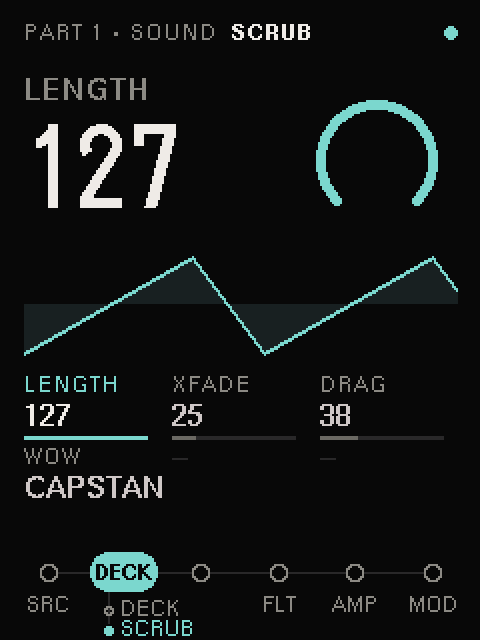 PART 1 · SOUND SCRUB
LENGTH
127
LENGTH XFADE DRAG
127 25 38
WOW — —
CAPSTAN
DECK
SRC DECK FLT AMP MOD
SCRUB